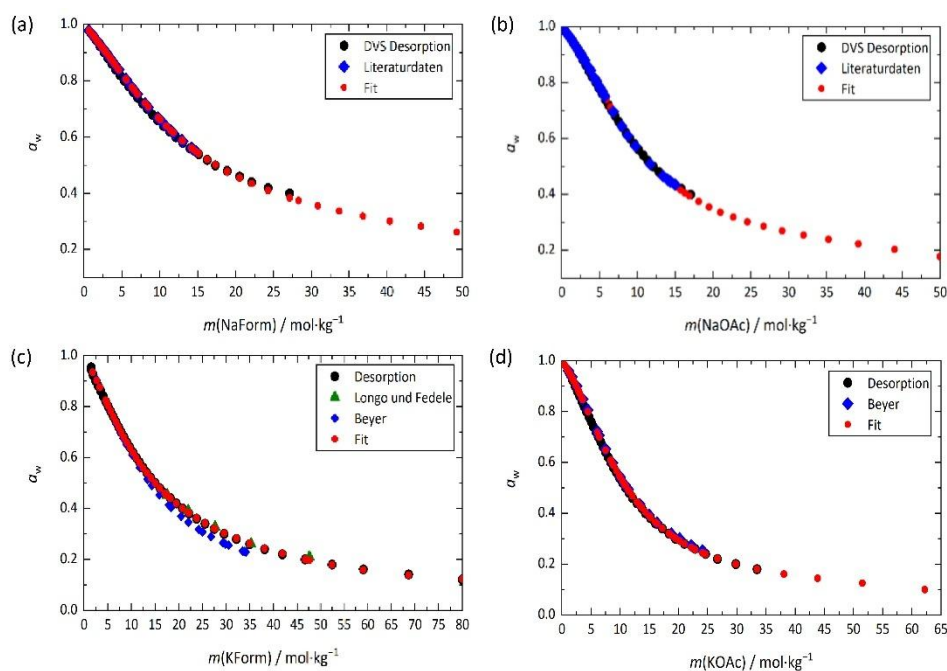 (a)
1.0
0.8
0.6
0.4
0.2
a_w
DVS Desorption
Literaturdaten
Fit
0 5 10 15 20 25 30 35 40 45 50
m(NaForm) / mol·kg⁻¹
(b)
1.0
0.8
0.6
0.4
0.2
a_w
DVS Desorption
Literaturdaten
Fit
0 5 10 15 20 25 30 35 40 45 50
m(NaOAc) / mol·kg⁻¹
(c)
1.0
0.8
0.6
0.4
0.2
0.0
a_w
Desorption
Longo und Fedele
Beyer
Fit
0 5 10 15 20 25 30 35 40 45 50 55 60 65 70 75 80
m(KForm) / mol·kg⁻¹
(d)
1.0
0.8
0.6
0.4
0.2
0.0
a_w
Desorption
Beyer
Fit
0 5 10 15 20 25 30 35 40 45 50 55 60 65
m(KOAc) / mol·kg⁻¹